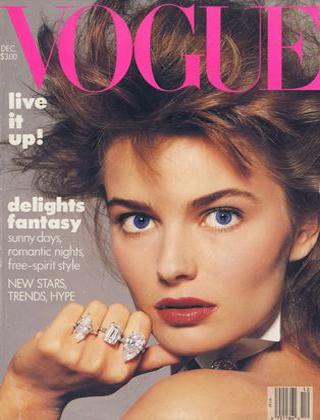 VOGUE
DEC
$3.00
live
it
up!
delights
fantasy
sunny days,
romantic nights,
free-spirit style
NEW STARS,
TRENDS, HYPE
12